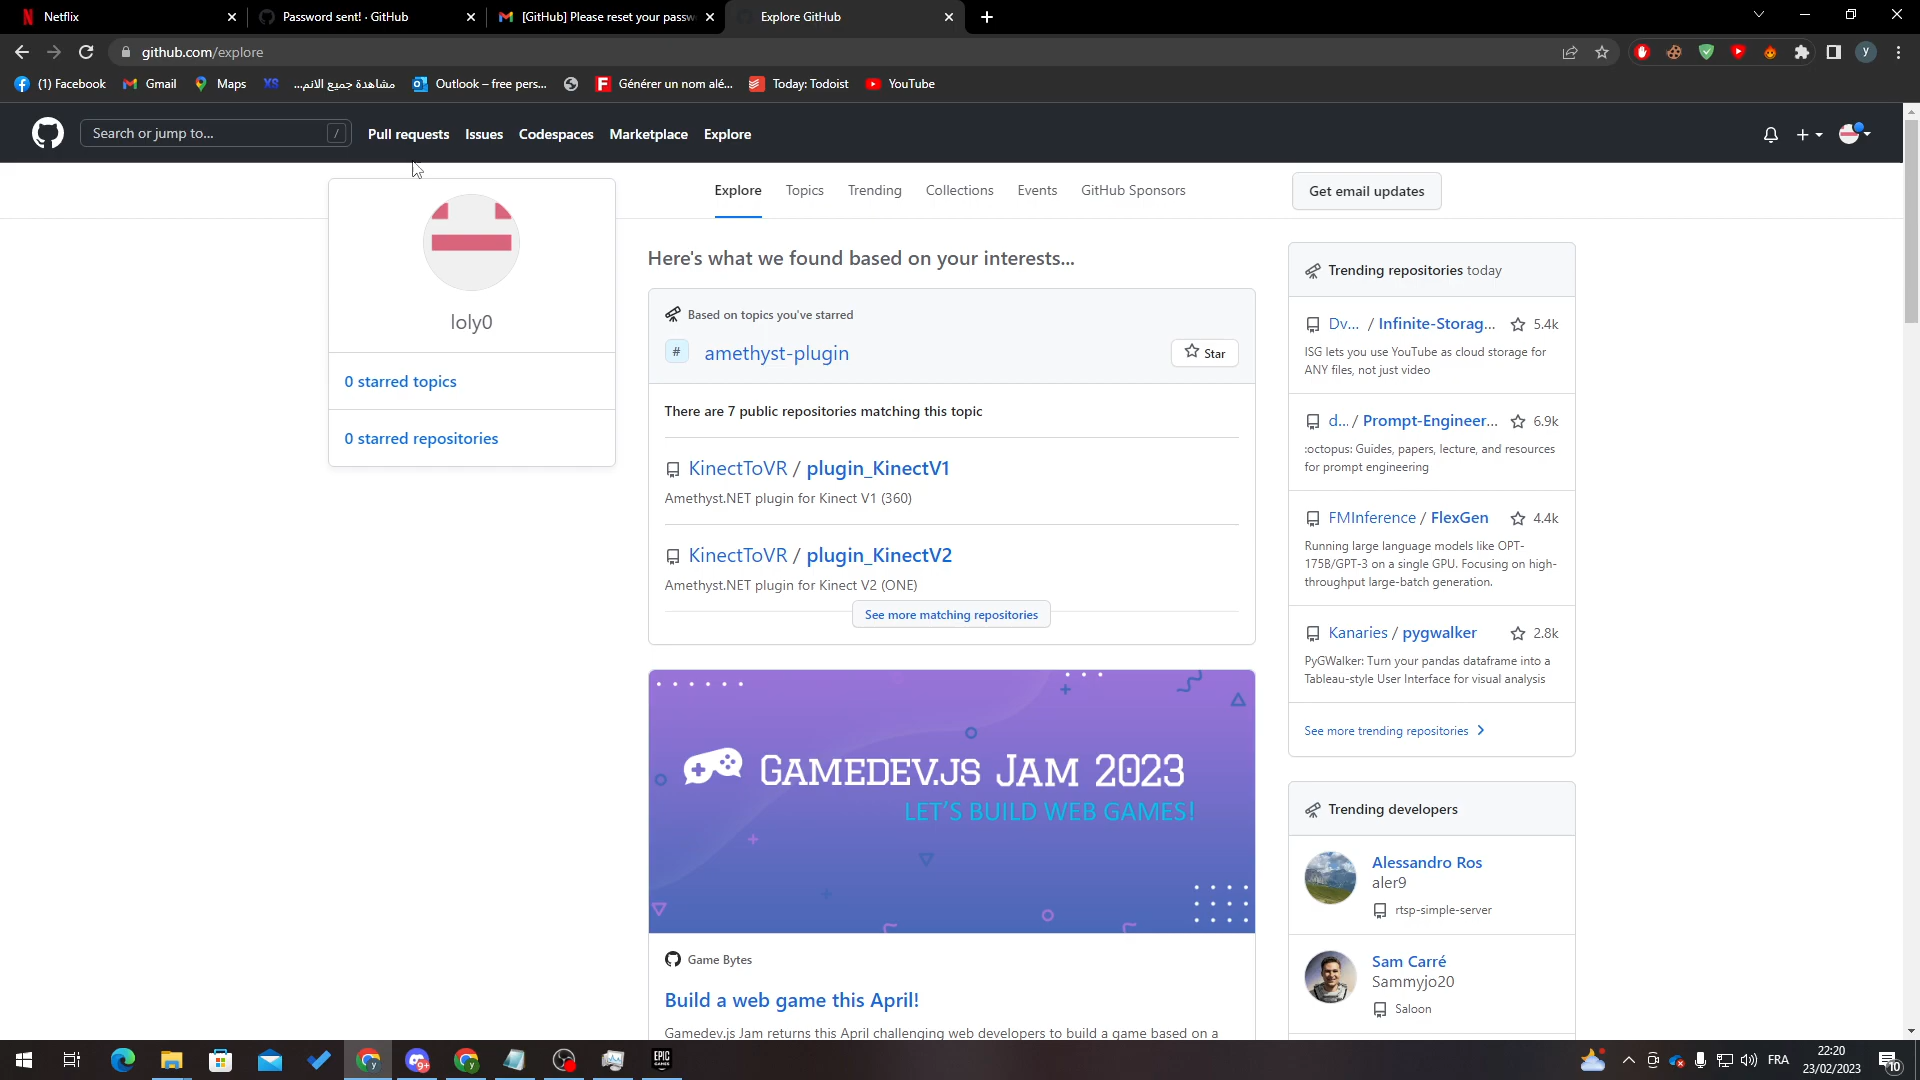 Netflix
Password sent! · GitHub
[GitHub] Please reset your passw
Explore GitHub
github.com/explore
(1) Facebook
Gmail
Maps
XS
مشاهدة جميع الانم...
Outlook – free pers...
Générer un nom alé...
Today: Todoist
YouTube
Search or jump to...
/
Pull requests
Issues
Codespaces
Marketplace
Explore
Explore
Topics
Trending
Collections
Events
GitHub Sponsors
Get email updates
loly0
0 starred topics
0 starred repositories
Here's what we found based on your interests...
Based on topics you've starred
# amethyst-plugin
Star
There are 7 public repositories matching this topic
KinectToVR / plugin_KinectV1
Amethyst.NET plugin for Kinect V1 (360)
KinectToVR / plugin_KinectV2
Amethyst.NET plugin for Kinect V2 (ONE)
See more matching repositories
GAMEDEV.JS JAM 2023
LET'S BUILD WEB GAMES!
Game Bytes
Build a web game this April!
Gamedev.js Jam returns this April challenging web developers to build a game based on a
Trending repositories today
Dv... / Infinite-Storag... 5.4k
ISG lets you use YouTube as cloud storage for
ANY files, not just video
d... / Prompt-Engineer... 6.9k
:octopus: Guides, papers, lecture, and resources
for prompt engineering
FMInference / FlexGen 4.4k
Running large language models like OPT-
175B/GPT-3 on a single GPU. Focusing on high-
throughput large-batch generation.
Kanaries / pygwalker 2.8k
PyGWalker: Turn your pandas dataframe into a
Tableau-style User Interface for visual analysis
See more trending repositories
Trending developers
Alessandro Ros
aler9
rtsp-simple-server
Sam Carré
Sammyjo20
Saloon
9+
EPIC
GAMES
FRA
22:20
23/02/2023
10